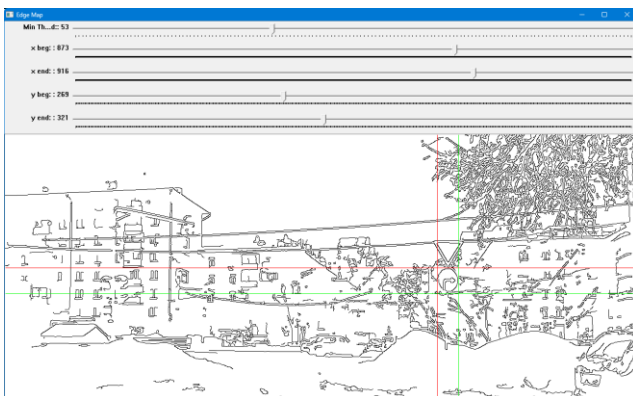 Edge Map
Min Th...d:: 53
x beg: : 873
x end: : 916
y beg: : 269
y end: : 321